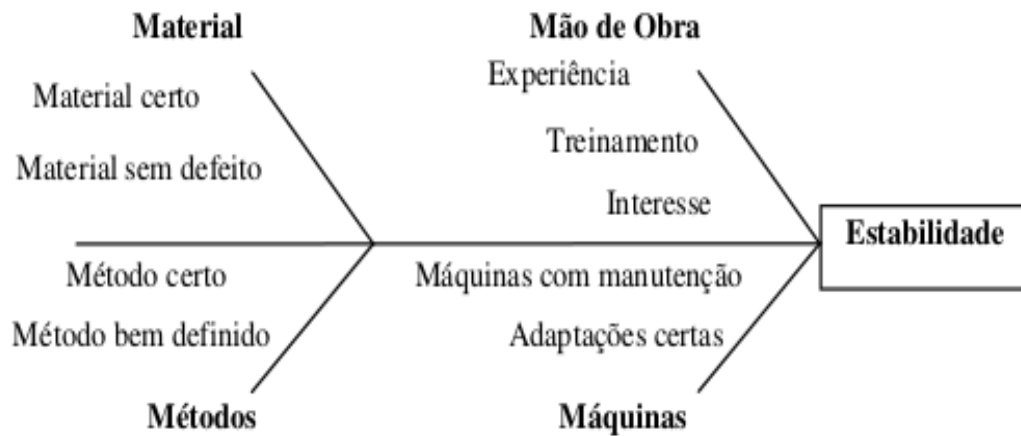 Material
Mão de Obra
Material certo
Material sem defeito
Experiência
Treinamento
Interesse
Estabilidade
Método certo
Método bem definido
Máquinas com manutenção
Adaptações certas
Métodos
Máquinas